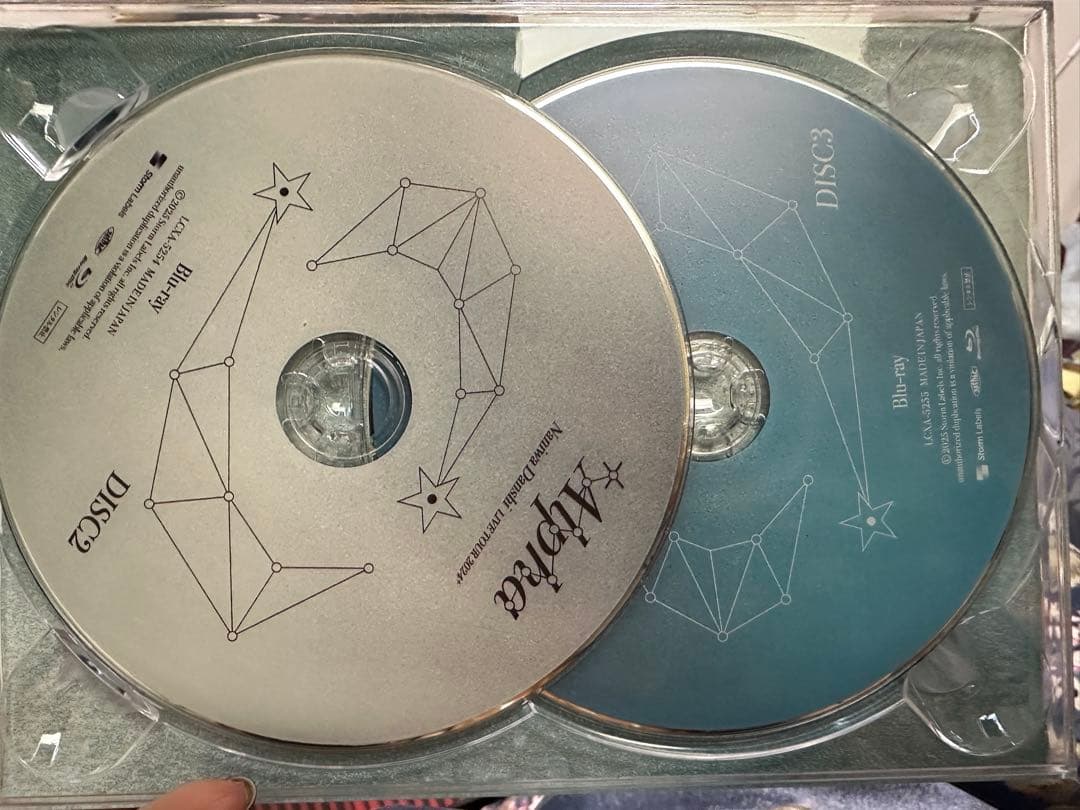 Naniwa Danshi LIVE TOUR 2024+
Alpha
DISC2
Blu-ray
LCXA-5254 MADE IN JAPAN
Ⓟ2025 Storm Labels Inc. all rights reserved.
unauthorized duplication is a violation of applicable laws.
Storm Labels
DISC3
Blu-ray
LCXA-5255 MADE IN JAPAN
Ⓟ2025 Storm Labels Inc. all rights reserved.
unauthorized duplication is a violation of applicable laws.
Storm Labels